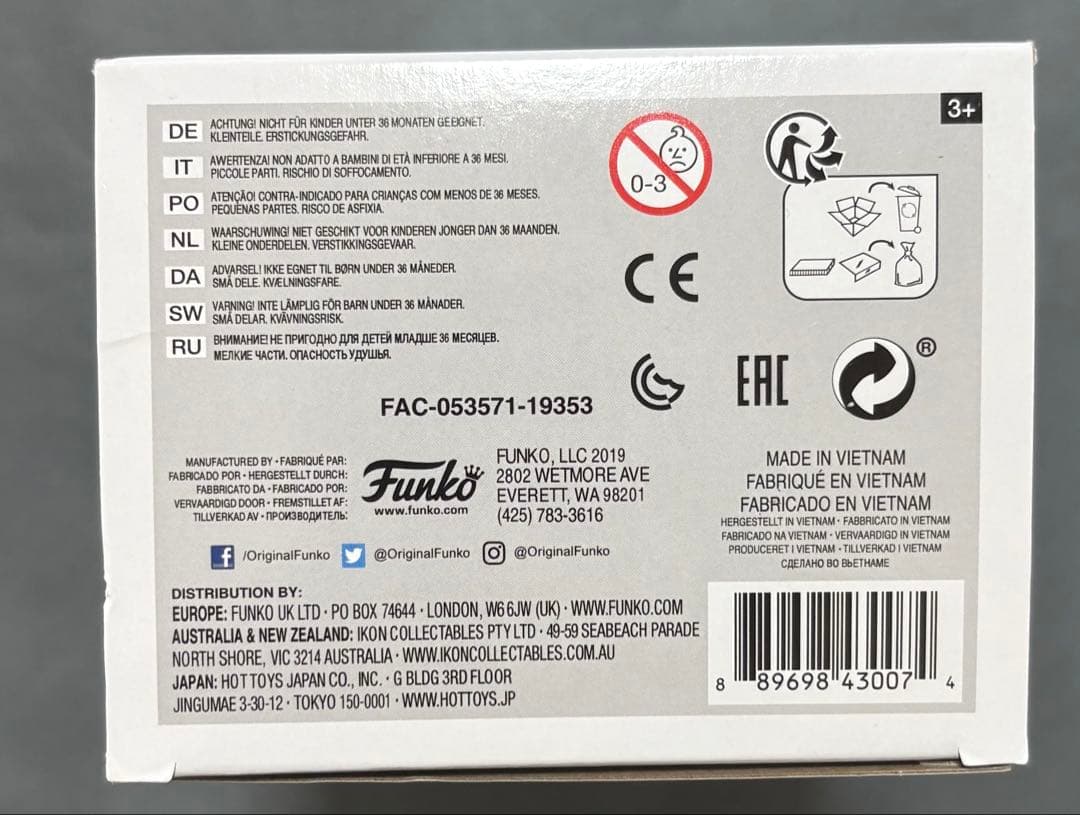 3+
DE ACHTUNG! NICHT FÜR KINDER UNTER 36 MONATEN GEEIGNET.
KLEINTEILE. ERSTICKUNGSGEFAHR.
IT AWERTENZA! NON ADATTO A BAMBINI DI ETÀ INFERIORE A 36 MESI.
PICCOLE PARTI. RISCHIO DI SOFFOCAMENTO.
PO ATENÇÃO! CONTRA-INDICADO PARA CRIANÇAS COM MENOS DE 36 MESES.
PEQUENAS PARTES. RISCO DE ASFIXIA.
NL WAARSCHUWING! NIET GESCHIKT VOOR KINDEREN JONGER DAN 36 MAANDEN.
KLEINE ONDERDELEN. VERSTIKKINGSGEVAAR.
DA ADVARSEL! IKKE EGNET TIL BØRN UNDER 36 MÅNEDER.
SMÅ DELE. KVÆLNINGSFARE.
SW VARNING! INTE LÄMPLIG FÖR BARN UNDER 36 MÅNADER.
SMÅ DELAR. KVÄVNINGSRISK.
RU ВНИМАНИЕ! НЕ ПРИГОДНО ДЛЯ ДЕТЕЙ МЛАДШЕ 36 МЕСЯЦЕВ.
МЕЛКИЕ ЧАСТИ. ОПАСНОСТЬ УДУШЬЯ.
0-3
CE
EAC
®
FAC-053571-19353
MANUFACTURED BY • FABRIQUÉ PAR:
FABRICADO POR • HERGESTELLT DURCH:
FABBRICATO DA • FABRICADO POR:
VERVAARDIGD DOOR • FREMSTILLET AF:
TILLVERKAD AV • ПРОИЗВОДИТЕЛЬ:
Funko
www.funko.com
FUNKO, LLC 2019
2802 WETMORE AVE
EVERETT, WA 98201
(425) 783-3616
MADE IN VIETNAM
FABRIQUÉ EN VIETNAM
FABRICADO EN VIETNAM
HERGESTELLT IN VIETNAM • FABBRICATO IN VIETNAM
FABRICADO NA VIETNAM • VERVAARDIGD IN VIETNAM
PRODUCERET I VIETNAM • TILLVERKAD I VIETNAM
СДЕЛАНО ВО ВЬЕТНАМЕ
f /OriginalFunko @OriginalFunko @OriginalFunko
DISTRIBUTION BY:
EUROPE: FUNKO UK LTD • PO BOX 74644 • LONDON, W6 6JW (UK) • WWW.FUNKO.COM
AUSTRALIA & NEW ZEALAND: IKON COLLECTABLES PTY LTD • 49-59 SEABEACH PARADE
NORTH SHORE, VIC 3214 AUSTRALIA • WWW.IKONCOLLECTABLES.COM.AU
JAPAN: HOT TOYS JAPAN CO., INC. • G BLDG 3RD FLOOR
JINGUMAE 3-30-12 • TOKYO 150-0001 • WWW.HOTTOYS.JP
8 89698 43007 4